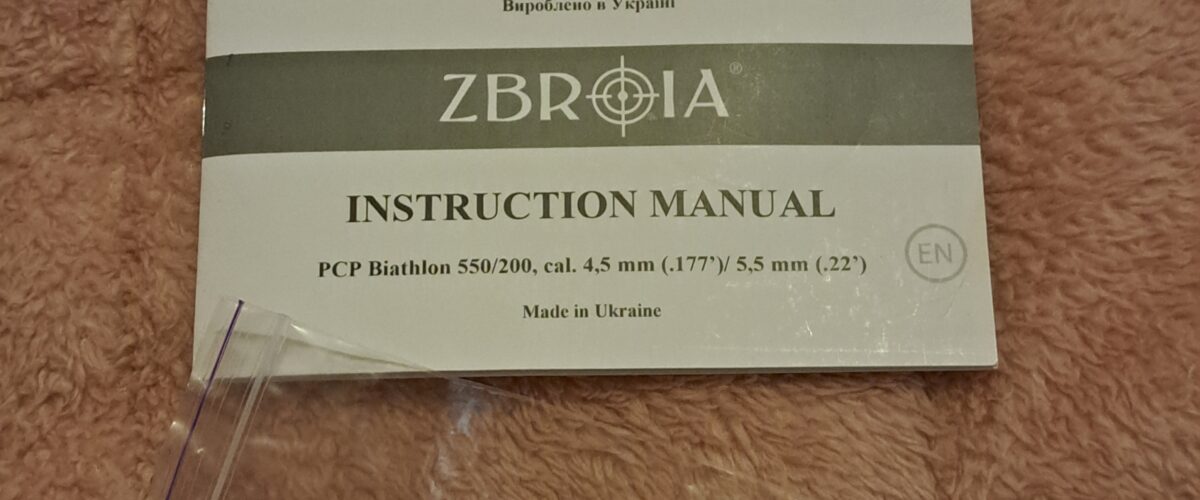 Вироблено в Україні
ZBROIA®
INSTRUCTION MANUAL
PCP Biathlon 550/200, cal. 4,5 mm (.177’)/ 5,5 mm (.22’)
EN
Made in Ukraine